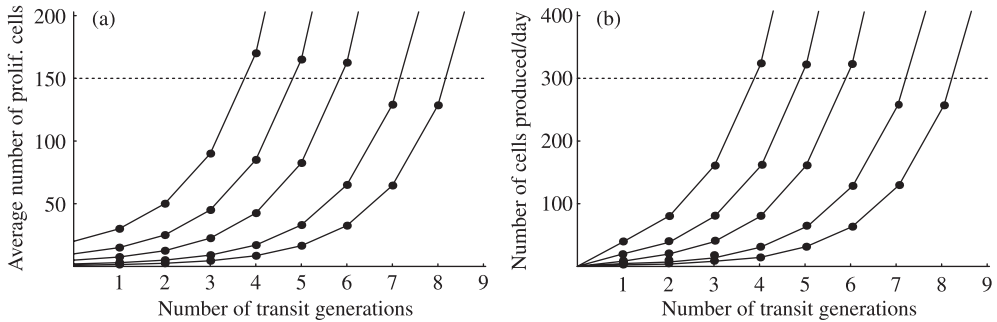 (a)
Average number of prolif. cells
200
150
100
50
1 2 3 4 5 6 7 8 9
Number of transit generations
(b)
Number of cells produced/day
400
300
200
100
1 2 3 4 5 6 7 8 9
Number of transit generations